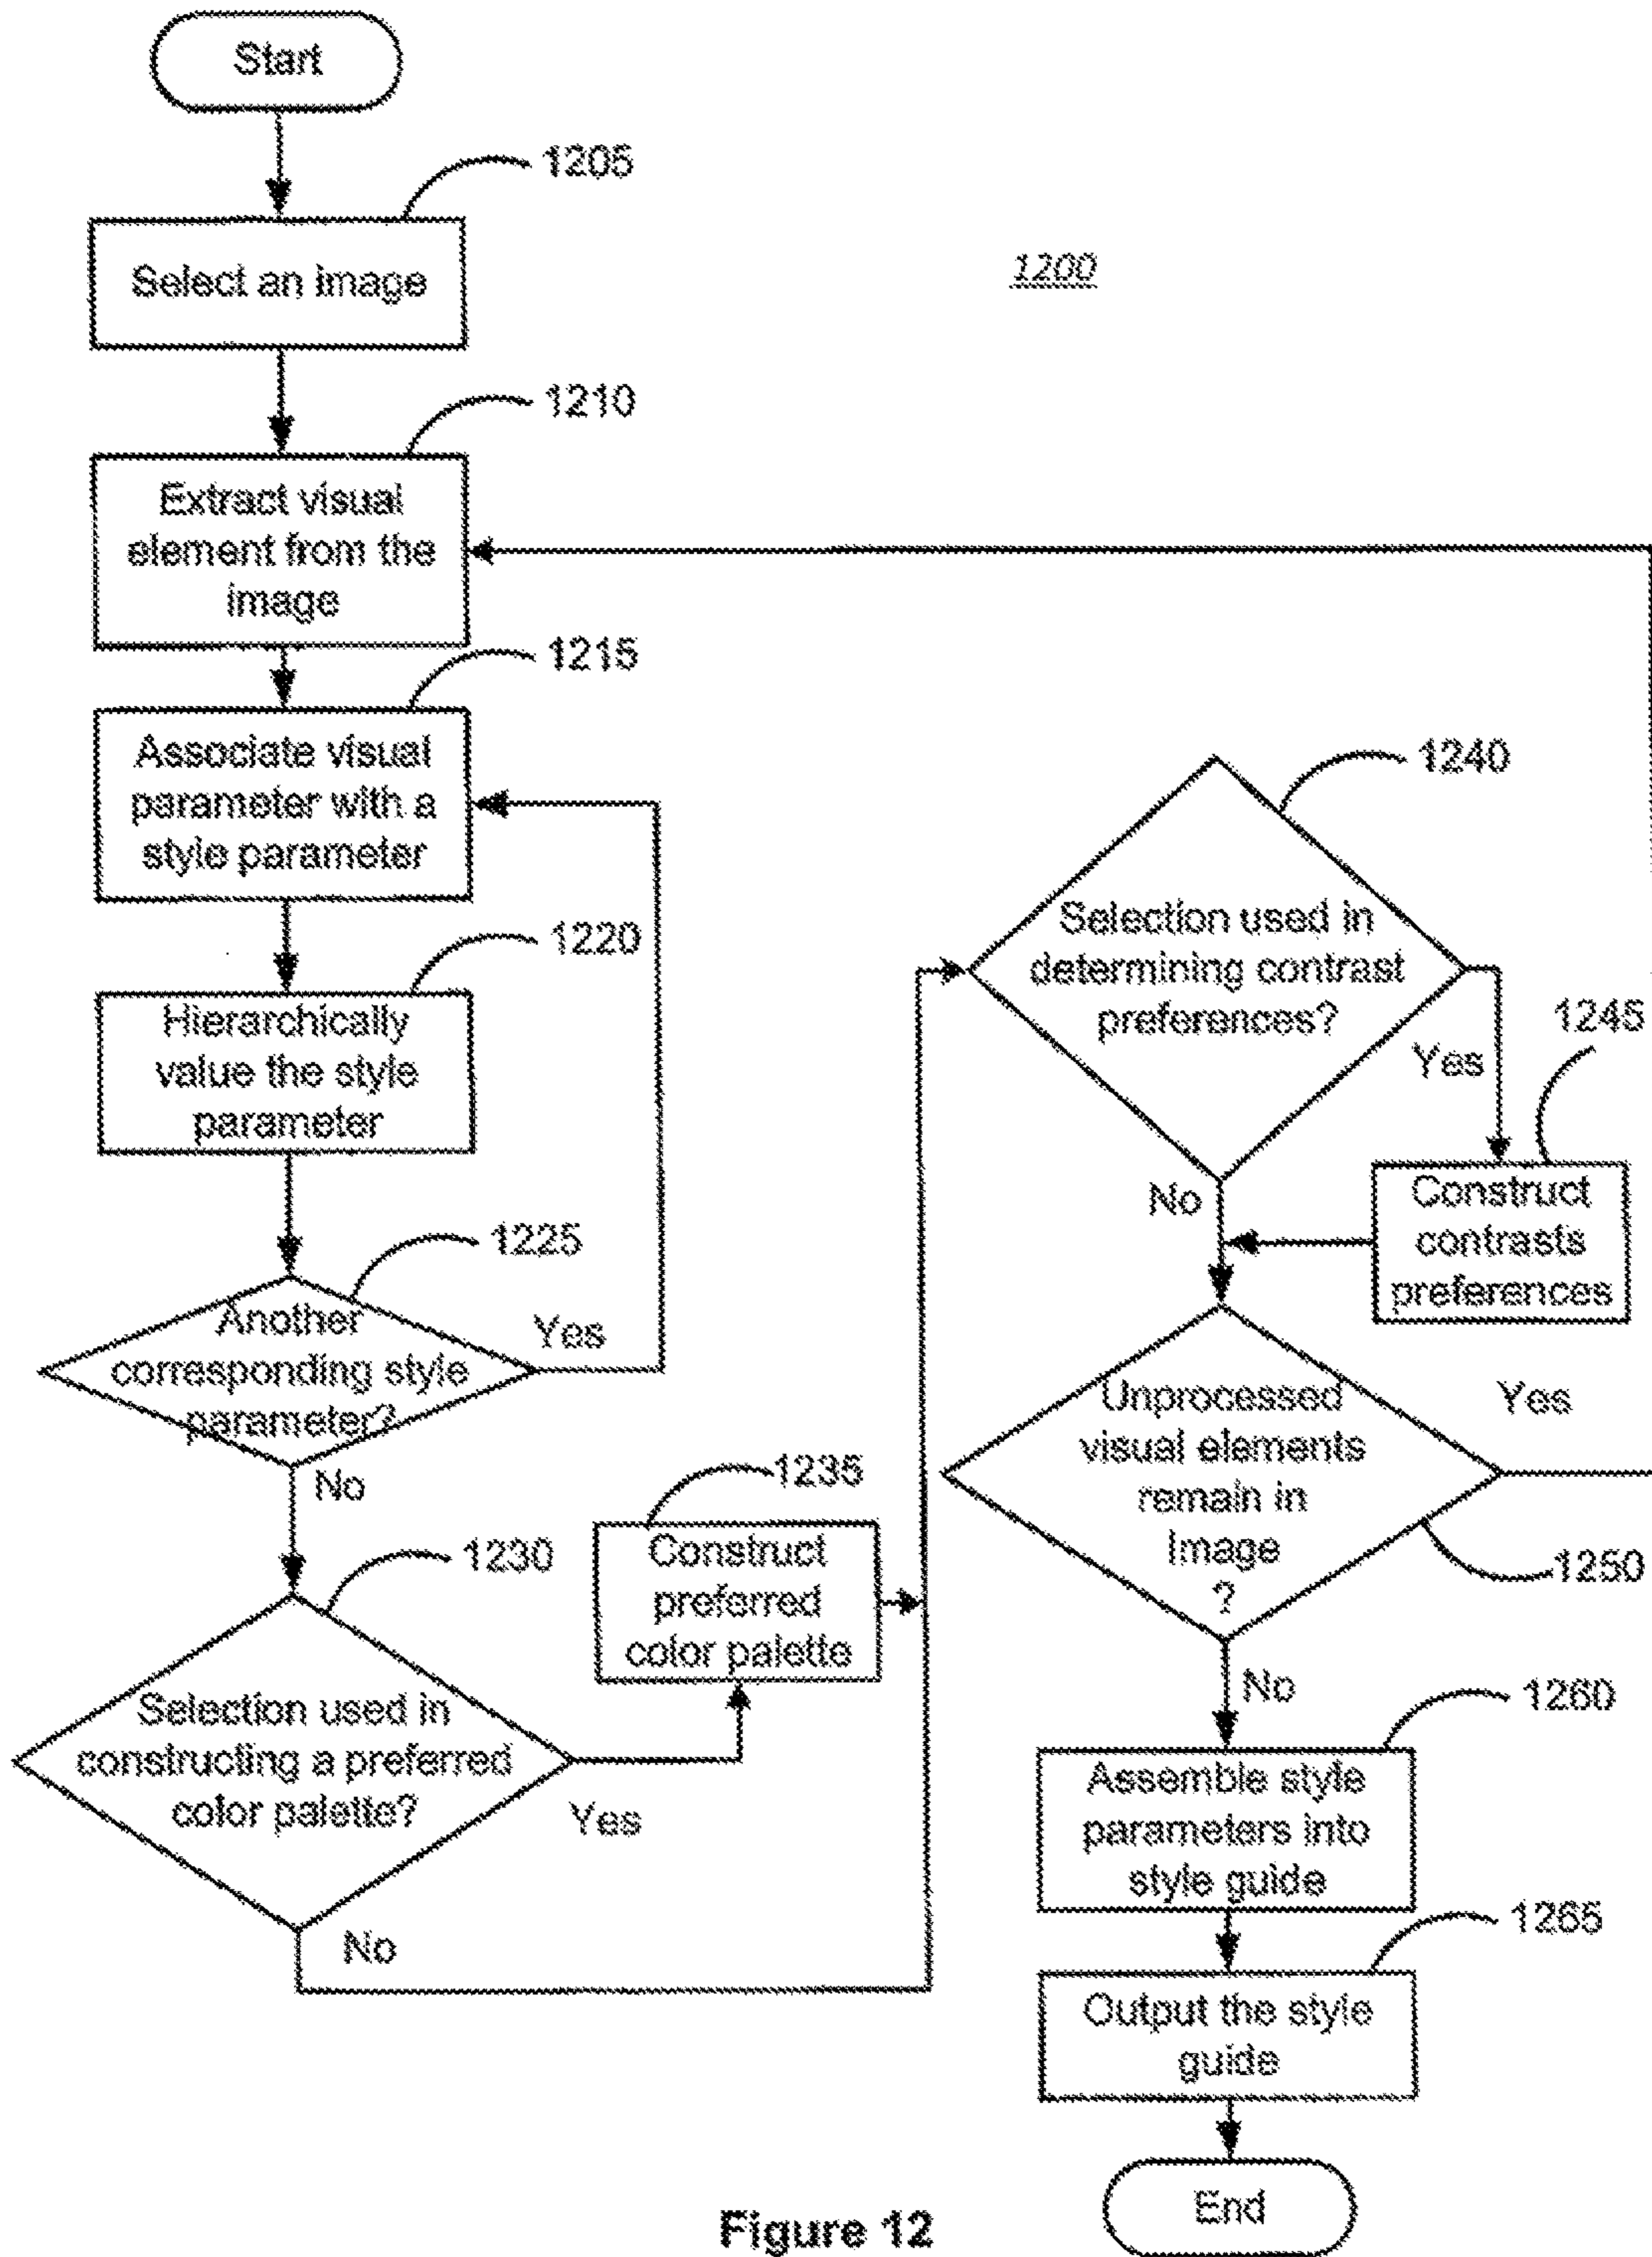 Start
1205
Select an image
1200
1210
Extract visual
element from the
image
1215
Associate visual
parameter with a
style parameter
1220
Hierarchically
value the style
parameter
1225
Another
corresponding style
parameter?
Yes
No
1230
Selection used in
constructing a preferred
color palette?
Yes
No
1235
Construct
preferred
color palette
1240
Selection used in
determining contrast
preferences?
Yes
No
1245
Construct
contrasts
preferences
Unprocessed
visual elements
remain in
Image
?
Yes
1250
No
1260
Assemble style
parameters into
style guide
1265
Output the style
guide
End
Figure 12